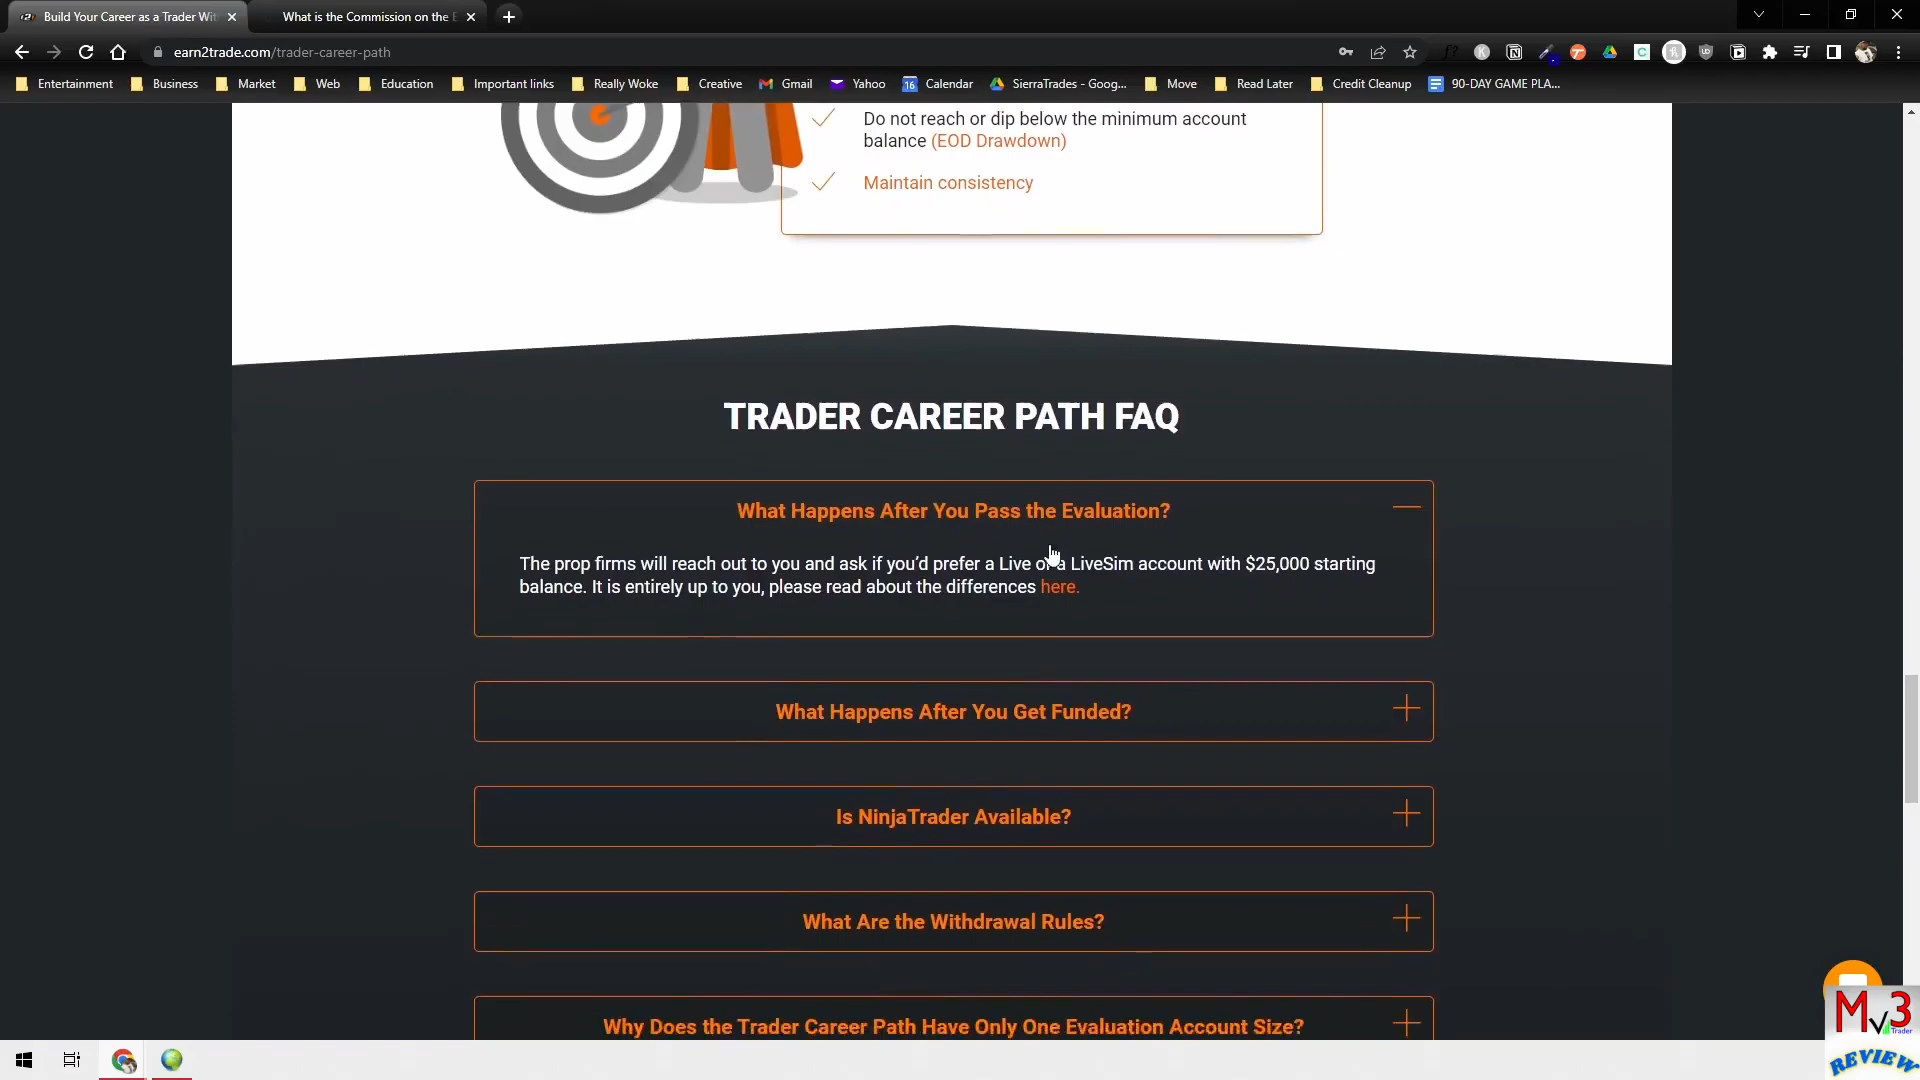 Build Your Career as a Trader Wit
What is the Commission on the E
earn2trade.com/trader-career-path
Entertainment
Business
Market
Web
Education
Important links
Really Woke
Creative
Gmail
Yahoo
16
Calendar
SierraTrades - Goog...
Move
Read Later
Credit Cleanup
90-DAY GAME PLA...
Do not reach or dip below the minimum account
balance (EOD Drawdown)
Maintain consistency
TRADER CAREER PATH FAQ
What Happens After You Pass the Evaluation?
The prop firms will reach out to you and ask if you'd prefer a Live or a LiveSim account with $25,000 starting
balance. It is entirely up to you, please read about the differences here.
What Happens After You Get Funded?
Is NinjaTrader Available?
What Are the Withdrawal Rules?
Why Does the Trader Career Path Have Only One Evaluation Account Size?
Mv3
Trader
REVIEW